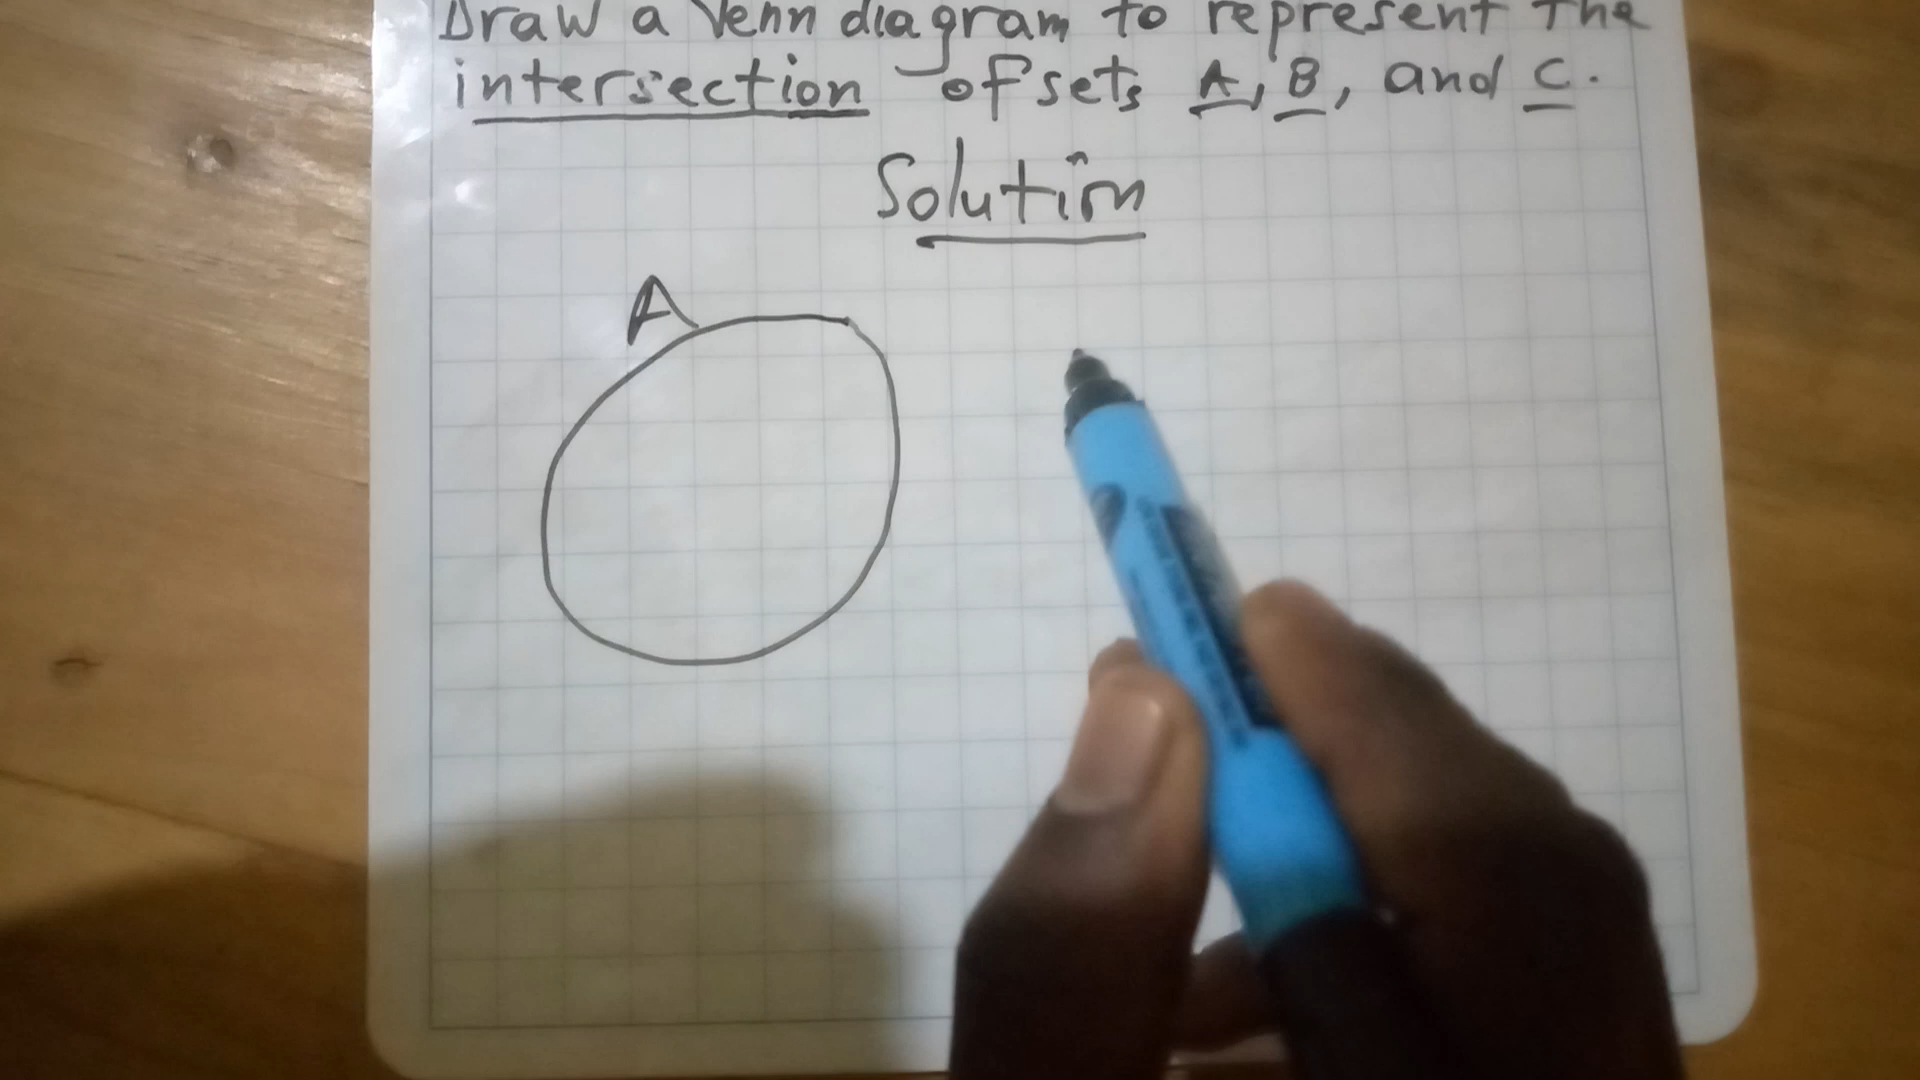 Draw a Venn diagram to represent the
intersection of sets A, B, and C.
Solution
A